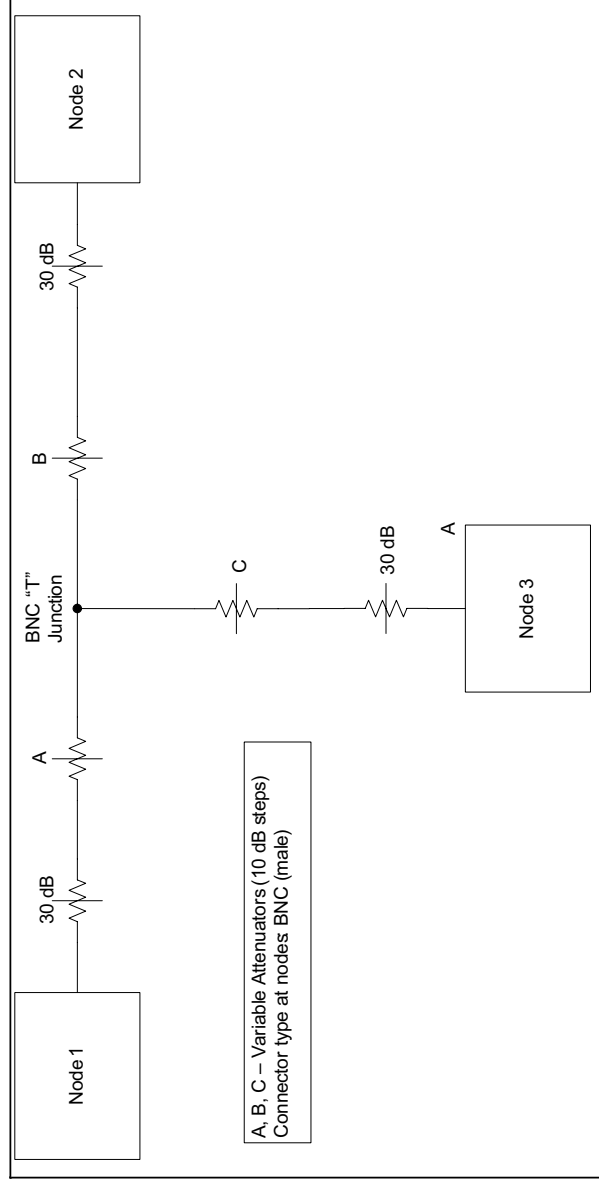 Node 1
30 dB
A
BNC “T”
Junction
B
30 dB
Node 2
C
30 dB
A
Node 3
A, B, C – Variable Attenuators (10 dB steps)
Connector type at nodes: BNC (male)